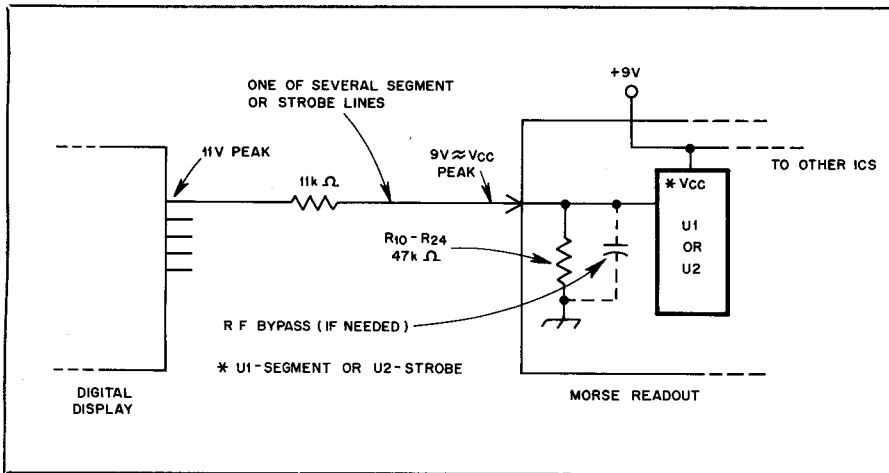 ONE OF SEVERAL SEGMENT
OR STROBE LINES
+9V
11V PEAK
9V≈VCC
PEAK
TO OTHER ICS
11k Ω
* VCC
U1
OR
U2
R10-R24
47k Ω
RF BYPASS (IF NEEDED)
* U1-SEGMENT OR U2-STROBE
DIGITAL
DISPLAY
MORSE READOUT